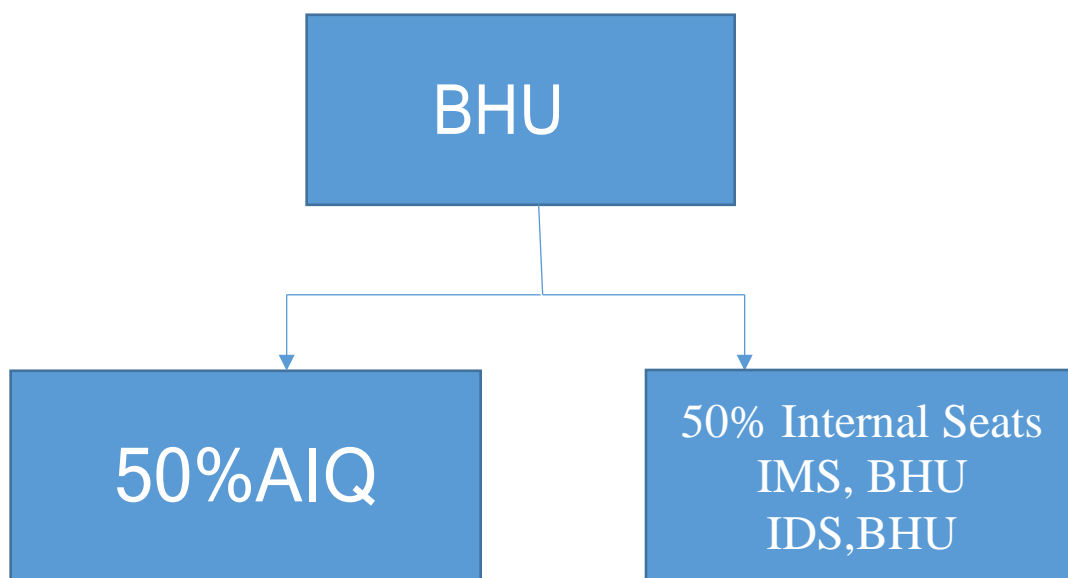 BHU
50%AIQ
50% Internal Seats
IMS, BHU
IDS,BHU